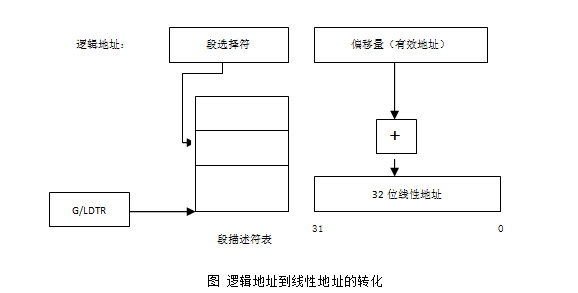 逻辑地址:
段选择符
偏移量(有效地址)
+
32 位线性地址
G/LDTR
31
0
段描述符表
图 逻辑地址到线性地址的转化